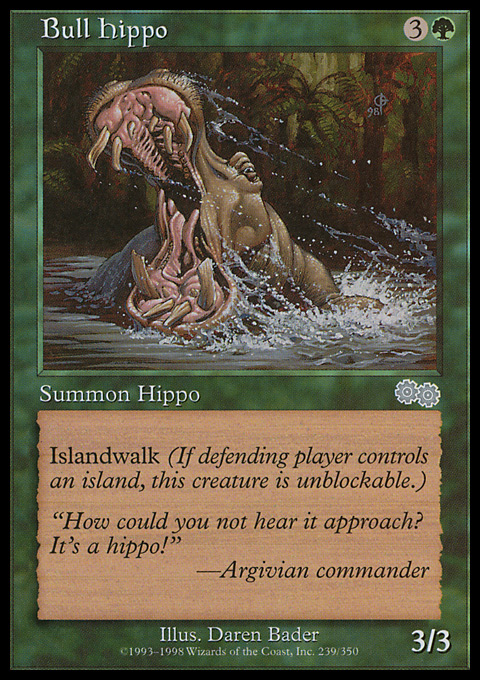 Bull Hippo
3
98
Summon Hippo
Islandwalk (If defending player controls
an island, this creature is unblockable.)
“How could you not hear it approach?
It's a hippo!”
—Argivian commander
Illus. Daren Bader
©1993–1998 Wizards of the Coast, Inc. 239/350
3/3